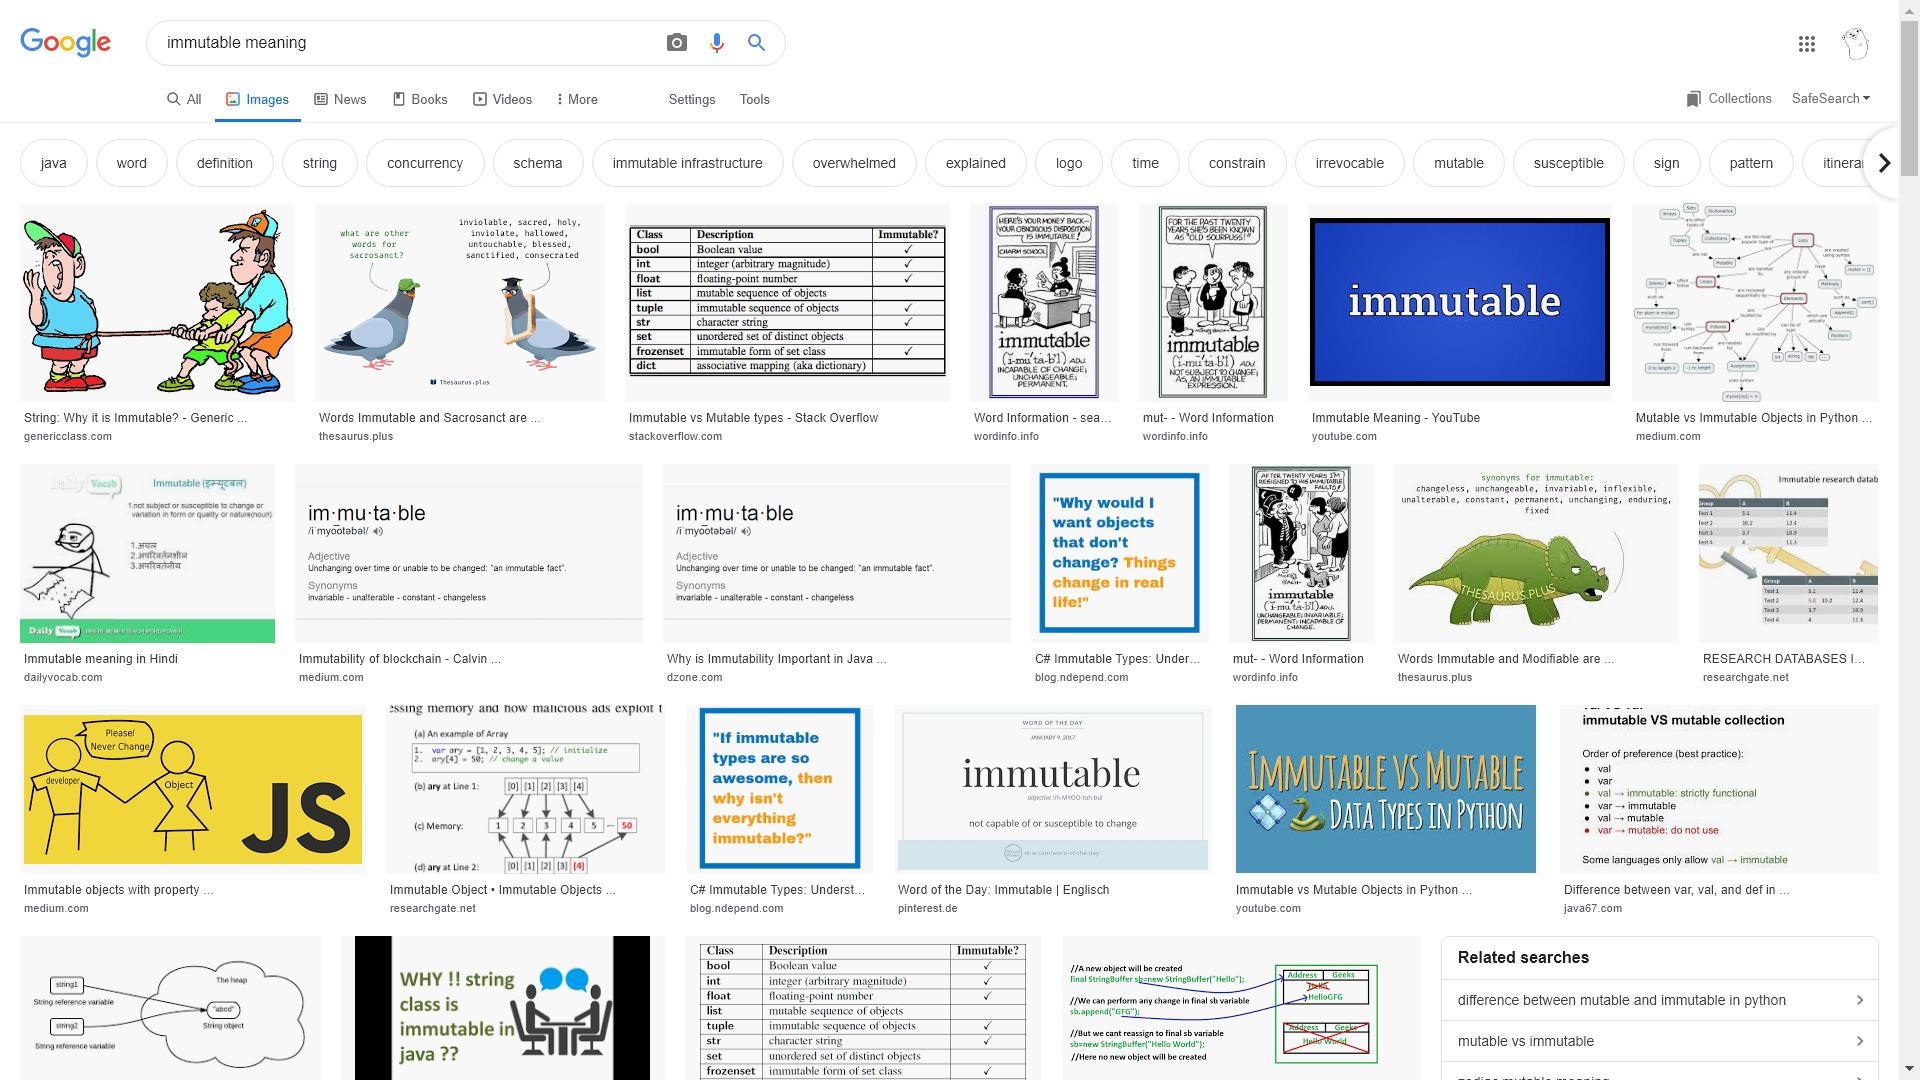 Google
immutable meaning
All
Images
News
Books
Videos
More
Settings
Tools
Collections
SafeSearch
java
word
definition
string
concurrency
schema
immutable infrastructure
overwhelmed
explained
logo
time
constrain
irrevocable
mutable
susceptible
sign
pattern
String: Why it is Immutable? - Generic ...
genericclass.com
what are other
words for
sacrosanct?
inviolable, sacred, holy,
inviolate, hallowed,
untouchable, blessed,
sanctified, consecrated
Thesaurus.plus
Words Immutable and Sacrosanct are ...
thesaurus.plus
Class Description Immutable?
bool Boolean value ✓
int integer (arbitrary magnitude) ✓
float floating-point number ✓
list mutable sequence of objects
tuple immutable sequence of objects ✓
str character string ✓
set unordered set of distinct objects
frozenset immutable form of set class ✓
dict associative mapping (aka dictionary)
Immutable vs Mutable types - Stack Overflow
stackoverflow.com
HERE'S YOUR MONEY BACK-
YOUR OBNOXIOUS DISPOSITION
IS IMMUTABLE!
CHARM SCHOOL
immutable
(i-mu'ta-b'l) ADJ.
INCAPABLE OF CHANGE;
UNCHANGEABLE;
PERMANENT.
Word Information - sea...
wordinfo.info
FOR THE PAST TWENTY
YEARS SHE'S BEEN KNOWN
AS "OLD SOURPUSS!"
immutable
(i-mu'ta-b'l) ADJ.
NOT SUBJECT TO CHANGE;
AS, AN IMMUTABLE
EXPRESSION.
mut- - Word Information
wordinfo.info
immutable
Immutable Meaning - YouTube
youtube.com
Mutable vs Immutable Objects in Python ...
medium.com
Daily Vocab
Immutable (इम्यूटबल)
1.not subject or susceptible to change or
variation in form or quality or nature(noun)
1.अचल
2.अपरिवर्तनशील
3.अपरिवर्तनीय
Daily Vocab
Immutable meaning in Hindi
dailyvocab.com
im·mu·ta·ble
/iˈmyo͞otəbəl/
Adjective
Unchanging over time or unable to be changed: "an immutable fact".
Synonyms
invariable - unalterable - constant - changeless
Immutability of blockchain - Calvin ...
medium.com
im·mu·ta·ble
/iˈmyo͞otəbəl/
Adjective
Unchanging over time or unable to be changed: "an immutable fact".
Synonyms
invariable - unalterable - constant - changeless
Why is Immutability Important in Java ...
dzone.com
"Why would I
want objects
that don't
change? Things
change in real
life!"
C# Immutable Types: Under...
blog.ndepend.com
AFTER TWENTY YEARS I'M
RESIGNED TO HIS IMMUTABLE
FAULTS!
immutable
(i-mu'ta-b'l) ADJ.
UNCHANGEABLE; INVARIABLE;
PERMANENT; INCAPABLE OF
CHANGE.
mut- - Word Information
wordinfo.info
synonyms for immutable:
changeless, unchangeable, invariable, inflexible,
unalterable, constant, permanent, unchanging, enduring,
fixed
THESAURUS.PLUS
Words Immutable and Modifiable are ...
thesaurus.plus
Immutable research datab
RESEARCH DATABASES I...
researchgate.net
Please!
Never Change
developer
Object
JS
Immutable objects with property ...
medium.com
essing memory and how malicious ads exploit t
(a) An example of Array
1. var ary = [1, 2, 3, 4, 5]; // initialize
2. ary[4] = 50; // change a value
(b) ary at Line 1: [0] [1] [2] [3] [4]
(c) Memory: 1 2 3 4 5 ... 50
(d) ary at Line 2: [0] [1] [2] [3] [4]
Immutable Object • Immutable Objects ...
researchgate.net
"If immutable
types are so
awesome, then
why isn't
everything
immutable?"
C# Immutable Types: Underst...
blog.ndepend.com
WORD OF THE DAY
JANUARY 9, 2017
immutable
adjective | ih-MYOO-tuh-bul
not capable of or susceptible to change
m-w.com/word-of-the-day
Word of the Day: Immutable | Englisch
pinterest.de
IMMUTABLE VS MUTABLE
DATA TYPES IN PYTHON
Immutable vs Mutable Objects in Python ...
youtube.com
immutable VS mutable collection
Order of preference (best practice):
● val
● var
● val → immutable: strictly functional
● var → immutable
● val → mutable
● var → mutable: do not use
Some languages only allow val → immutable
Difference between var, val, and def in ...
java67.com
The heap
string1
String reference variable
"abcd"
String object
string2
String reference variable
WHY !! string
class is
immutable in
java ??
Class Description Immutable?
bool Boolean value ✓
int integer (arbitrary magnitude) ✓
float floating-point number ✓
list mutable sequence of objects
tuple immutable sequence of objects ✓
str character string ✓
set unordered set of distinct objects
frozenset immutable form of set class ✓
//A new object will be created
final StringBuffer sb=new StringBuffer("Hello");
//We can perform any change in final sb variable
sb.append("GFG");
//But we cant reassign to final sb variable
sb=new StringBuffer("Hello World");
//Here no new object will be created
Address Geeks
Hello
HelloGFG
Address Geeks
Hello World
Related searches
difference between mutable and immutable in python
mutable vs immutable